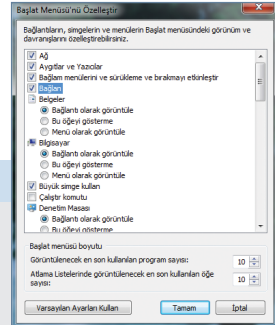 Başlat Menüsü'nü Özelleştir
Bağlantıların, simgelerin ve menülerin Başlat menüsündeki görünüm ve
davranışlarını özelleştirebilirsiniz.
Ağ
Aygıtlar ve Yazıcılar
Bağlam menülerini ve sürükleme ve bırakmayı etkinleştir
Bağlan
Belgeler
Bağlantı olarak görüntüle
Bu öğeyi gösterme
Menü olarak görüntüle
Bilgisayar
Bağlantı olarak görüntüle
Bu öğeyi gösterme
Menü olarak görüntüle
Büyük simge kullan
Çalıştır komutu
Denetim Masası
Bağlantı olarak görüntüle
Bu öğeyi gösterme
Başlat menüsü boyutu
Görüntülenecek en son kullanılan program sayısı: 10
Atlama Listelerinde görüntülenecek en son kullanılan öğe
sayısı: 10
Varsayılan Ayarları Kullan Tamam İptal